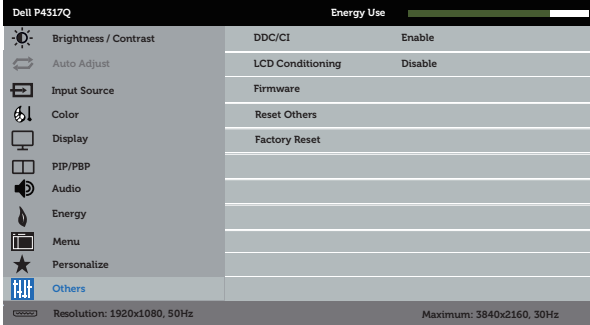 Dell P4317Q Energy Use
Brightness / Contrast DDC/CI Enable
Auto Adjust LCD Conditioning Disable
Input Source Firmware
Color Reset Others
Display Factory Reset
PIP/PBP
Audio
Energy
Menu
Personalize
Others
Resolution: 1920x1080, 50Hz Maximum: 3840x2160, 30Hz